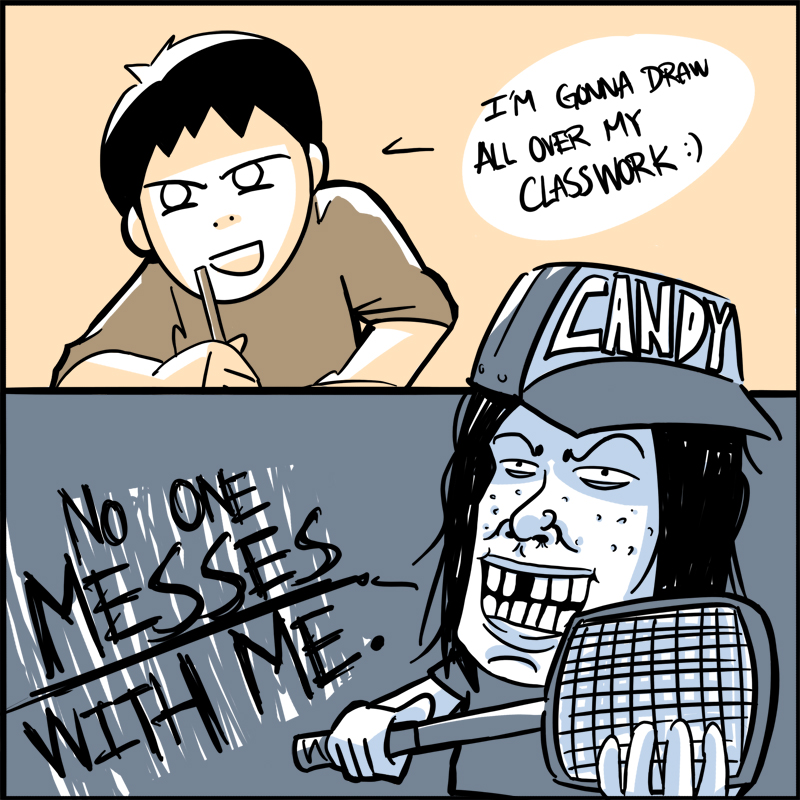 I'M GONNA DRAW
ALL OVER MY
CLASSWORK :)
CANDY
NO ONE
MESSES
WITH ME.